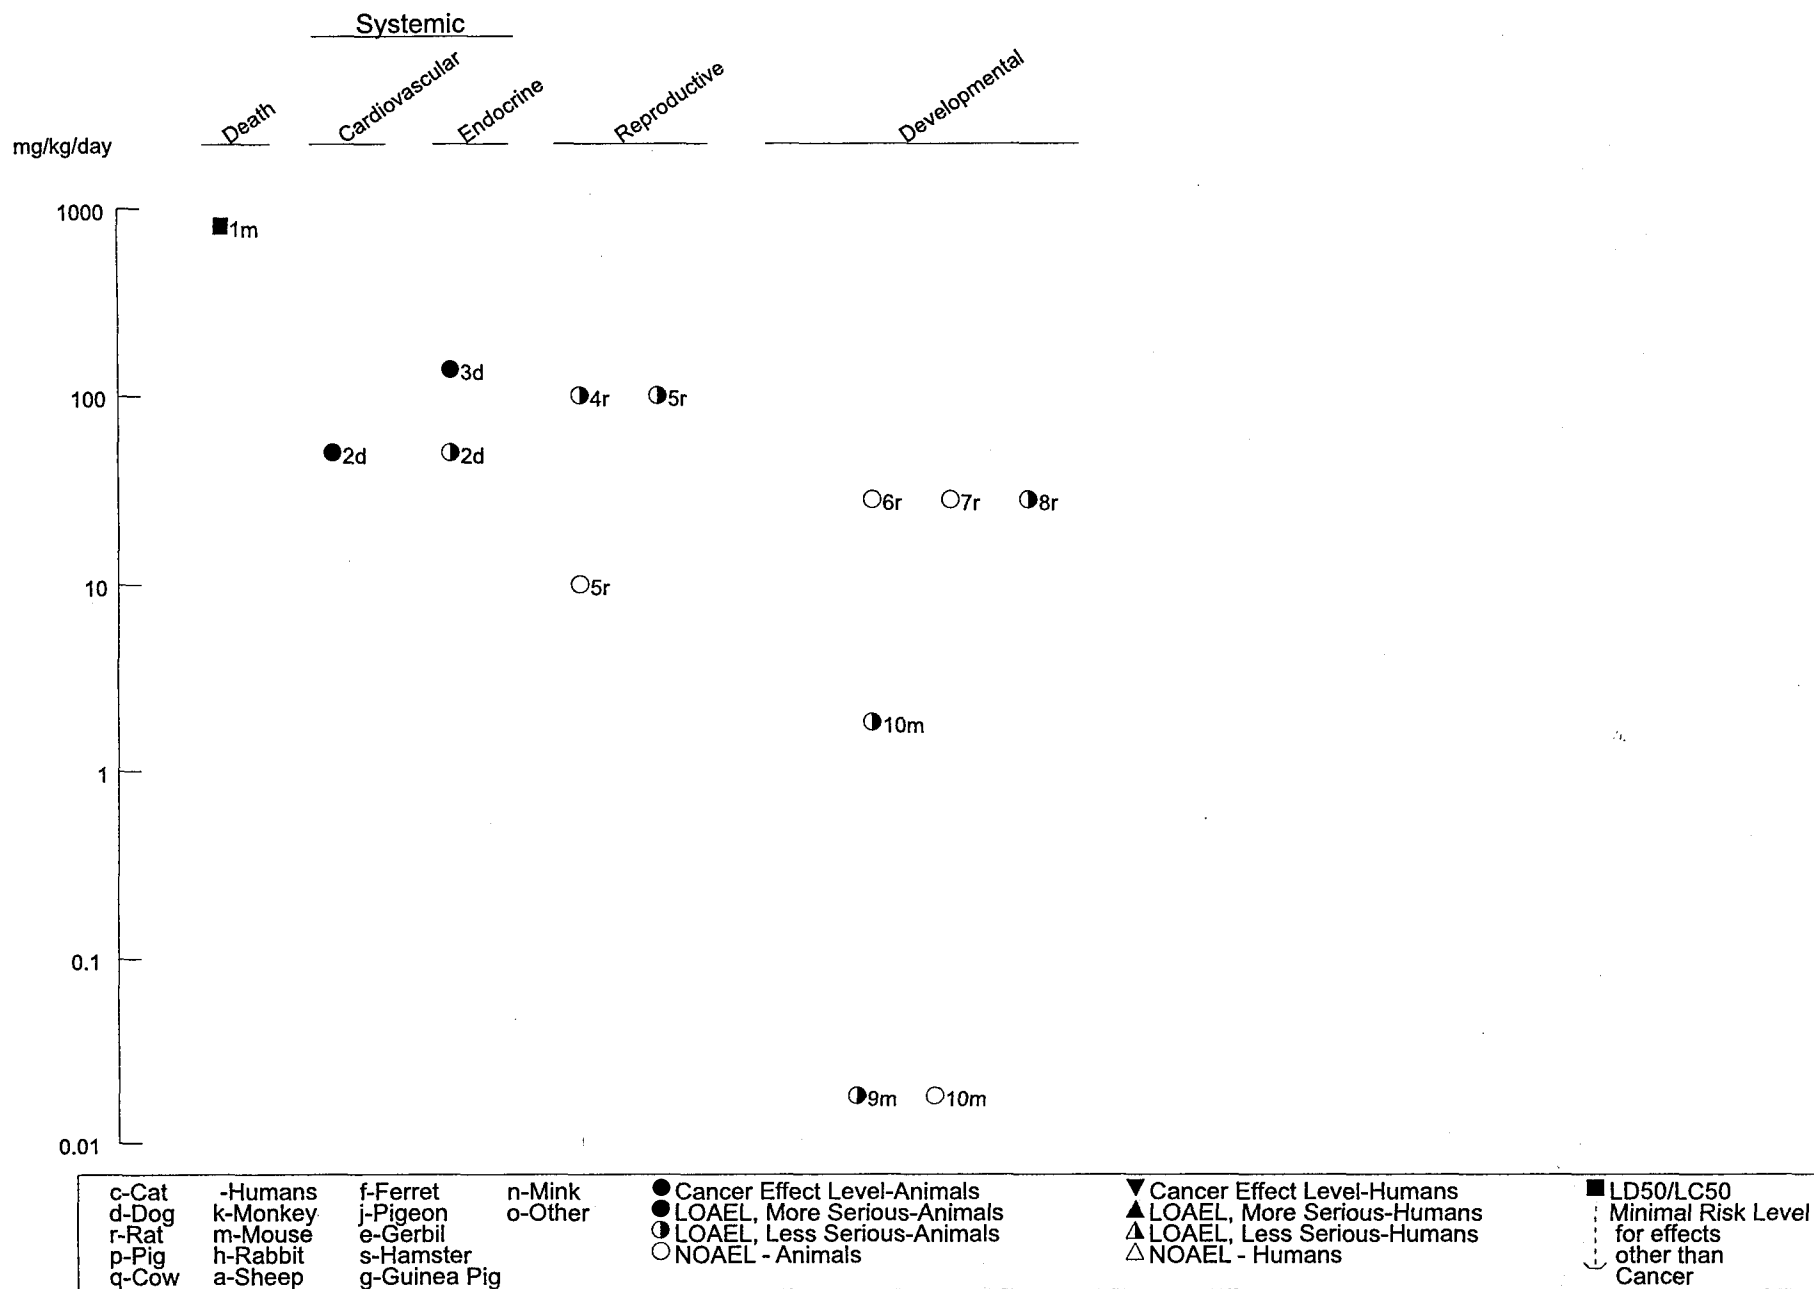 Systemic
Death Cardiovascular Endocrine Reproductive Developmental
mg/kg/day
1000
1m
3d
100
4r 5r
2d 2d
6r 7r 8r
10
5r
10m
1
0.1
9m 10m
0.01
c-Cat -Humans f-Ferret n-Mink Cancer Effect Level-Animals Cancer Effect Level-Humans LD50/LC50
d-Dog k-Monkey j-Pigeon o-Other LOAEL, More Serious-Animals LOAEL, More Serious-Humans Minimal Risk Level
r-Rat m-Mouse e-Gerbil LOAEL, Less Serious-Animals LOAEL, Less Serious-Humans for effects
p-Pig h-Rabbit s-Hamster NOAEL - Animals NOAEL - Humans other than
q-Cow a-Sheep g-Guinea Pig Cancer